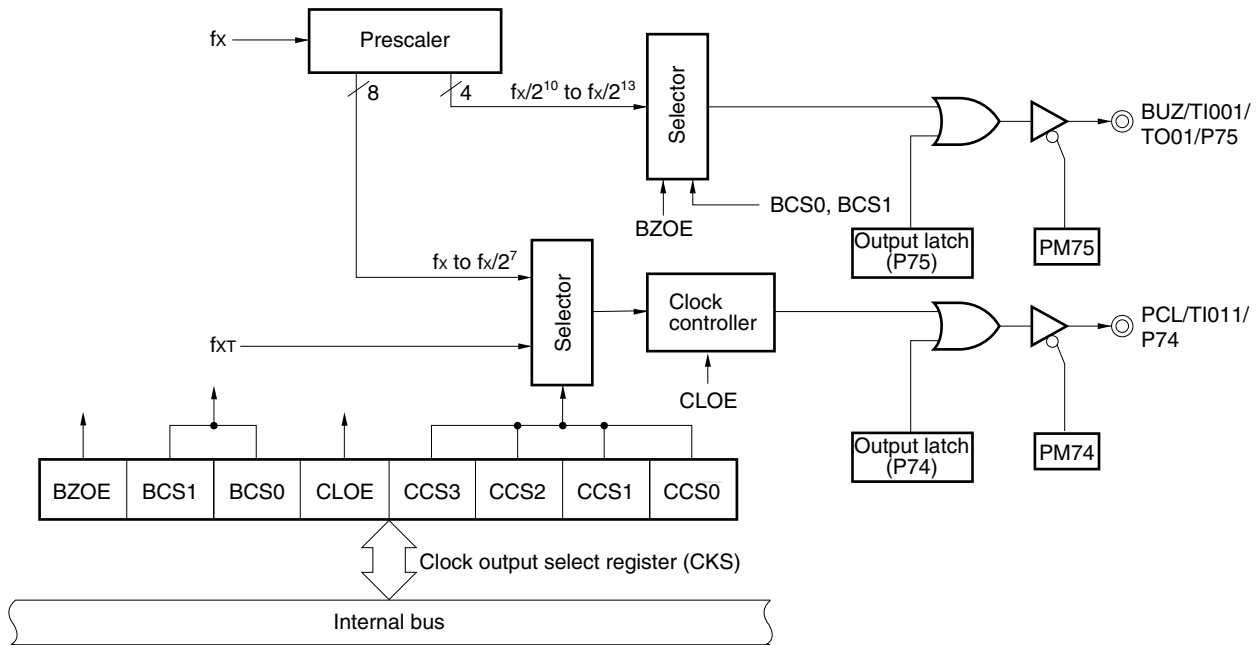 fX
Prescaler
8
4
fX/2¹⁰ to fX/2¹³
Selector
BUZ/TI001/
TO01/P75
BZOE
BCS0, BCS1
Output latch
(P75)
PM75
fX to fX/2⁷
Selector
Clock
controller
PCL/TI011/
P74
fXT
CLOE
Output latch
(P74)
PM74
BZOE BCS1 BCS0 CLOE CCS3 CCS2 CCS1 CCS0
Clock output select register (CKS)
Internal bus